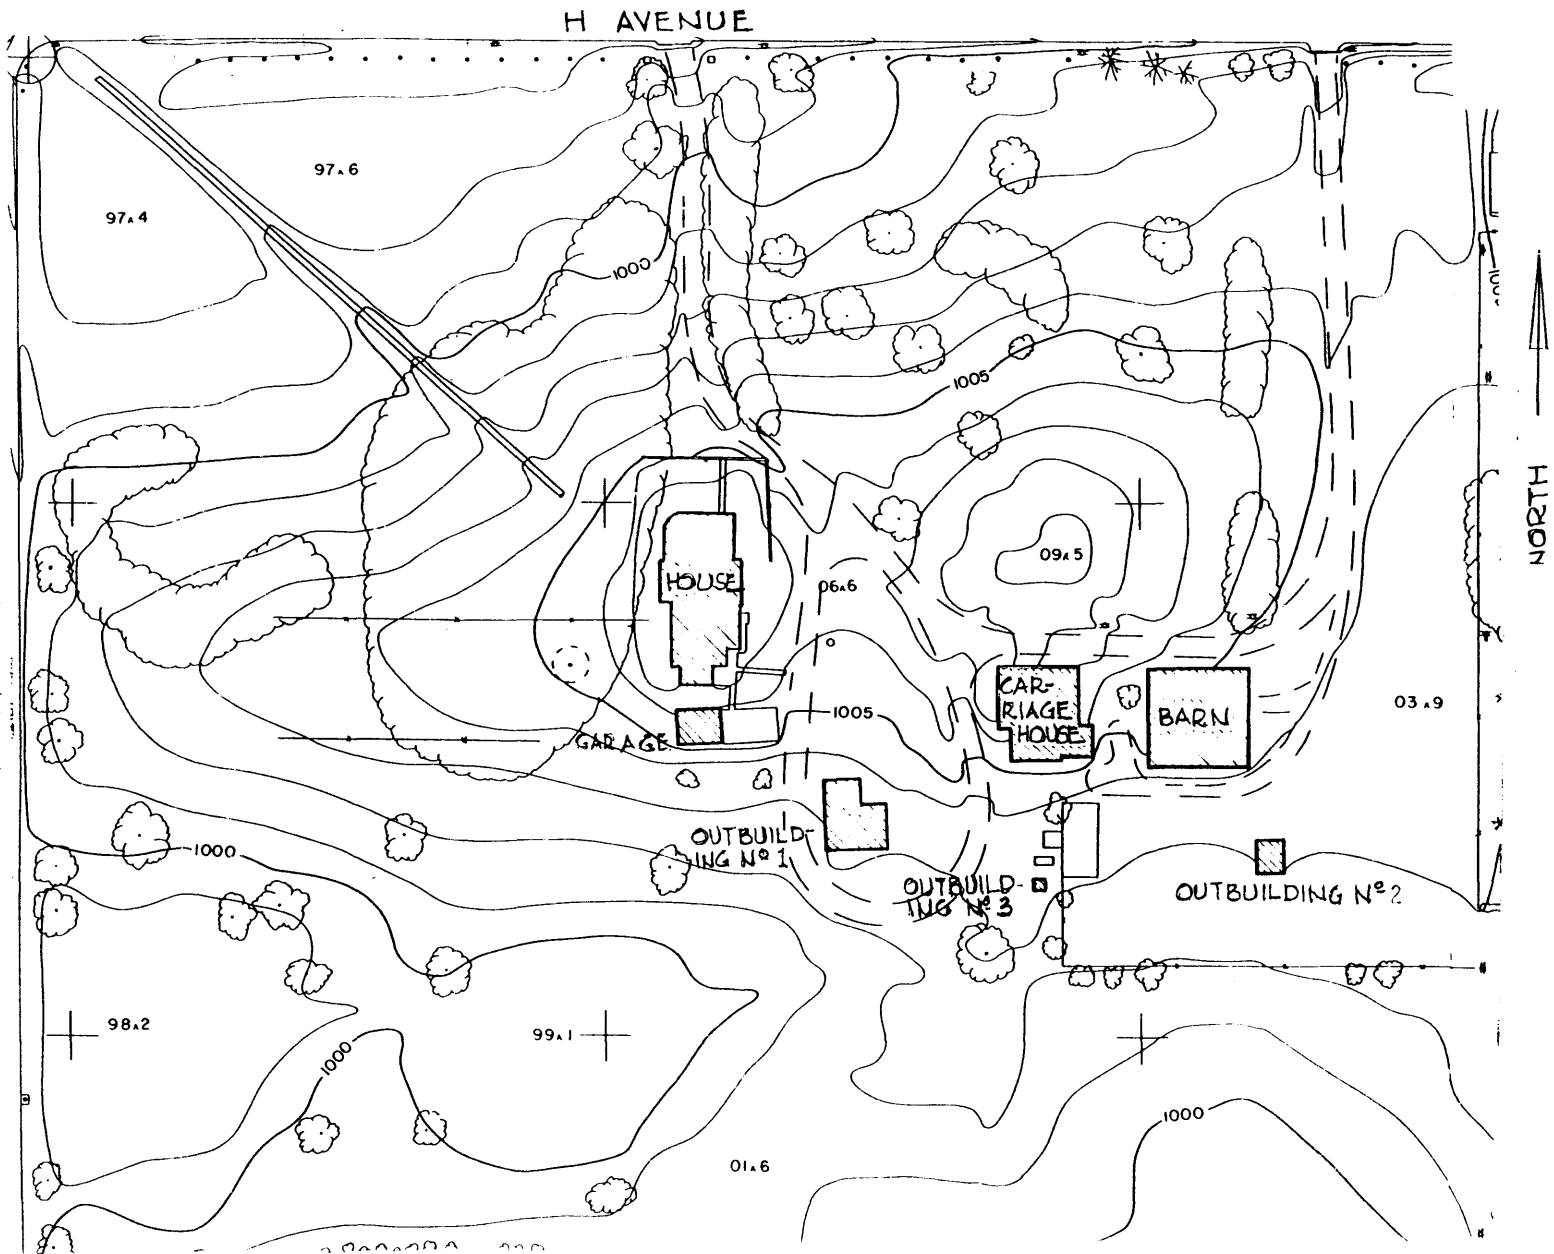 H AVENUE
97.6
97.4
1000
1005
NORTH
09.5
HOUSE
06.6
CAR-
RIAGE
HOUSE
BARN
03.9
1005
GARAGE
OUTBUILD-
ING Nº 1
1000
OUTBUILD-
ING Nº 3
OUTBUILDING Nº 2
98.2
99.1
1000
1000
01.6